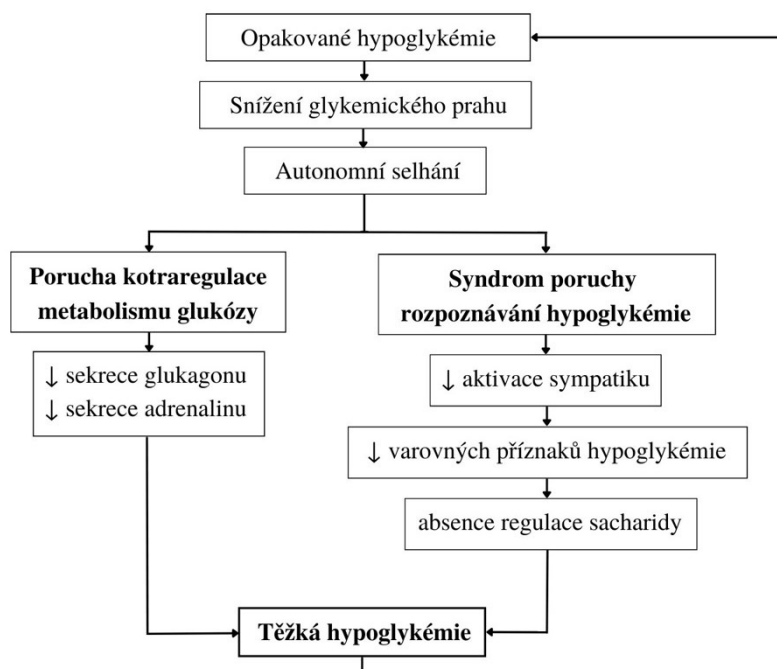 Opakované hypoglykémie
Snížení glykemického prahu
Autonomní selhání
Porucha kotraregulace
metabolismu glukózy
Syndrom poruchy
rozpoznávání hypoglykémie
↓ sekrece glukagonu
↓ sekrece adrenalinu
↓ aktivace sympatiku
↓ varovných příznaků hypoglykémie
absence regulace sacharidy
Těžká hypoglykémie